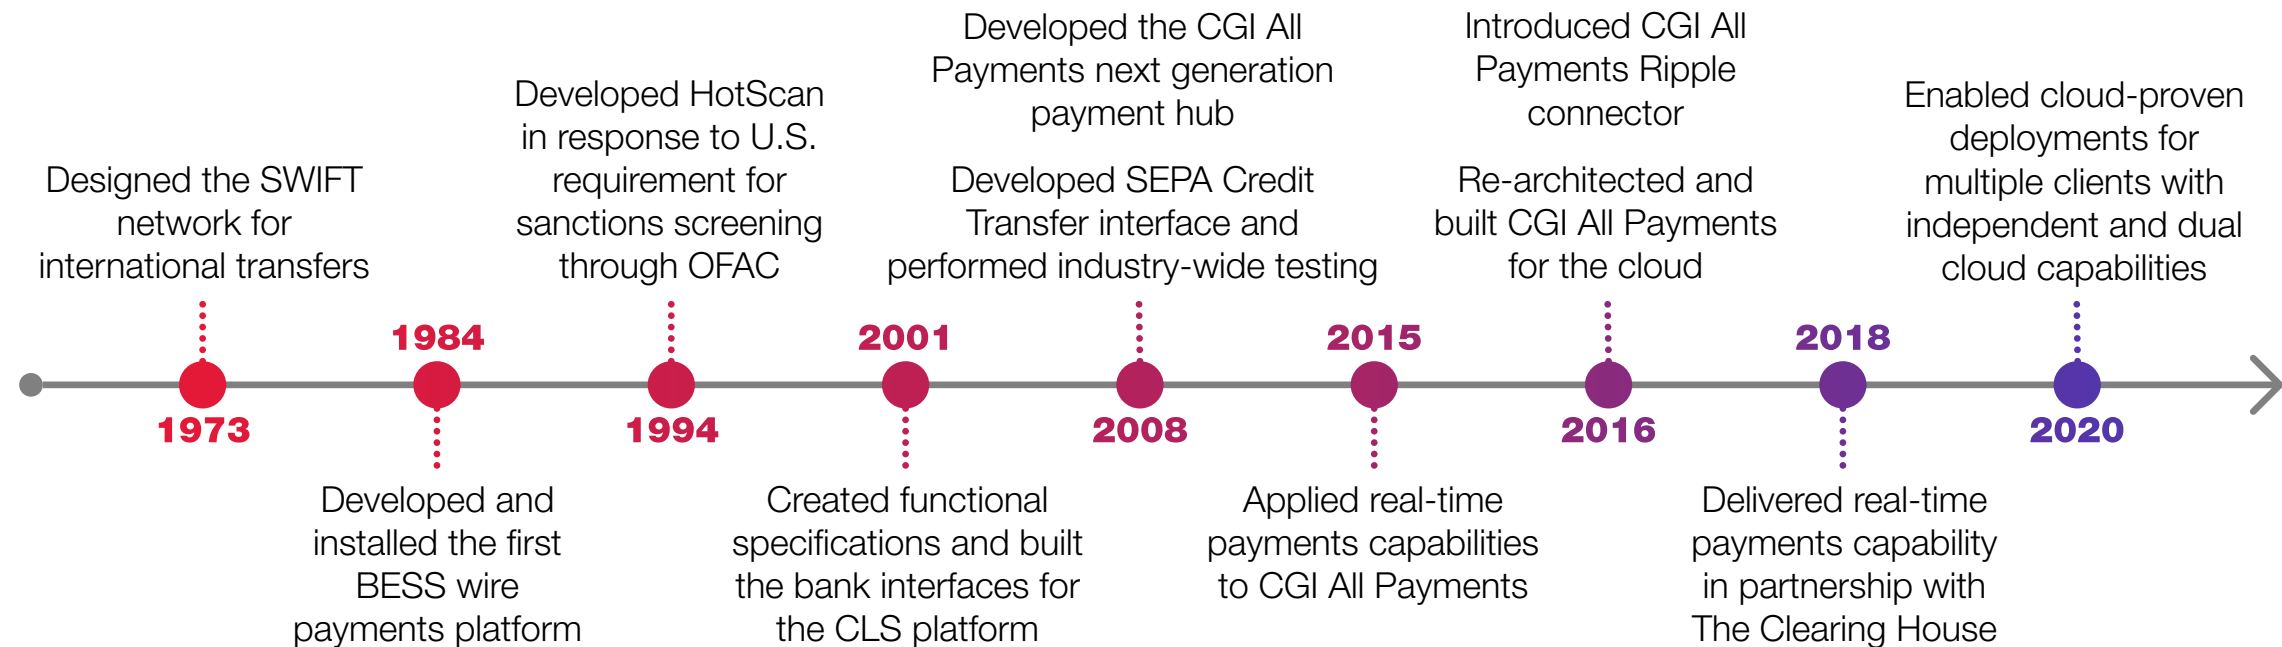 Designed the SWIFT
network for
international transfers
1973
1984
Developed and
installed the first
BESS wire
payments platform
Developed HotScan
in response to U.S.
requirement for
sanctions screening
through OFAC
1994
2001
Created functional
specifications and built
the bank interfaces for
the CLS platform
Developed the CGI All
Payments next generation
payment hub
Developed SEPA Credit
Transfer interface and
performed industry-wide testing
2008
2015
Applied real-time
payments capabilities
to CGI All Payments
Introduced CGI All
Payments Ripple
connector
Re-architected and
built CGI All Payments
for the cloud
2016
2018
Delivered real-time
payments capability
in partnership with
The Clearing House
Enabled cloud-proven
deployments for
multiple clients with
independent and dual
cloud capabilities
2020